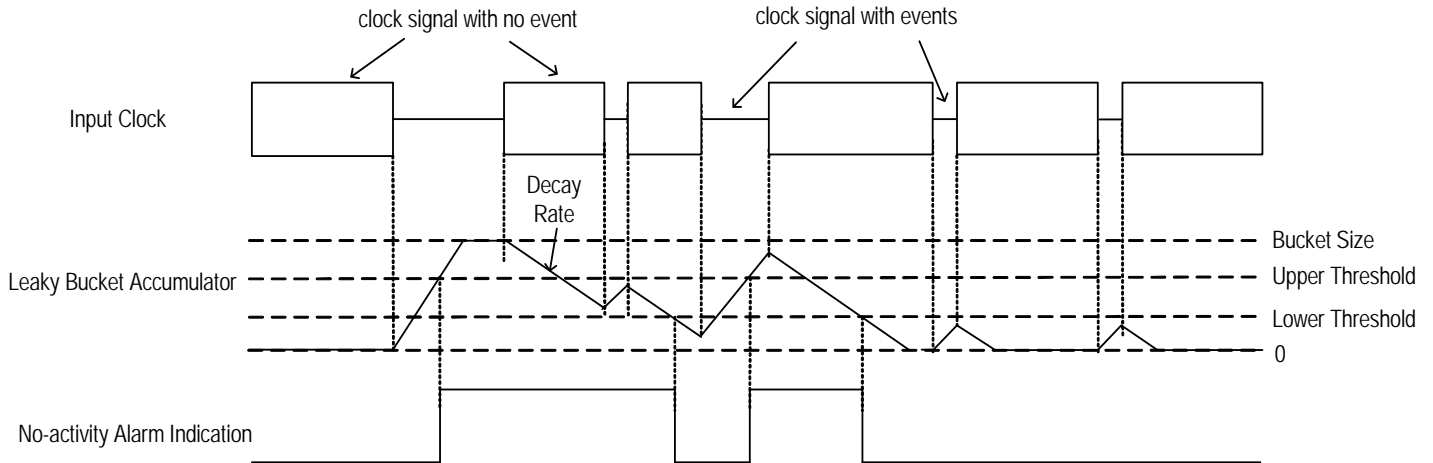 clock signal with no event
clock signal with events
Input Clock
Decay
Rate
Bucket Size
Leaky Bucket Accumulator
Upper Threshold
Lower Threshold
0
No-activity Alarm Indication